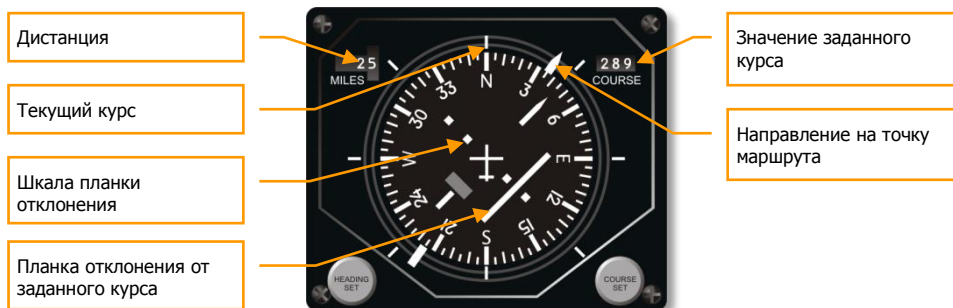 Дистанция
Текущий курс
Шкала планки
отклонения
Планка отклонения от
заданного курса
25
MILES
289
COURSE
N
3
6
E
12
15
S
21
24
W
30
33
HEADING
SET
COURSE
SET
Значение заданного
курса
Направление на точку
маршрута